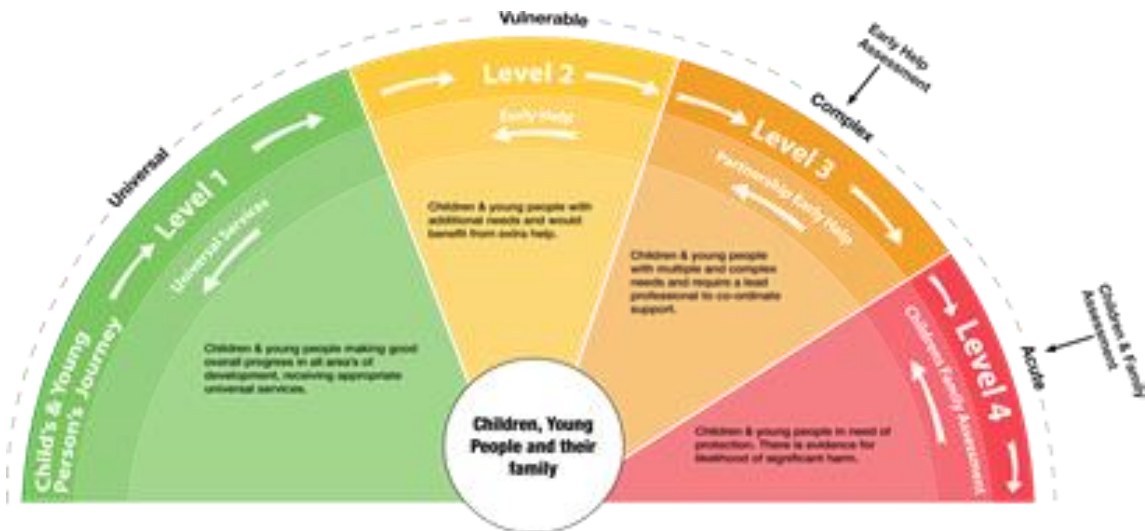 Vulnerable
Universal
Complex
Acute
Early Help
Assessment
Children & Family
Assessment
Child's & Young
Person's Journey
Level 1
Universal Services
Children & young people making good
overall progress in all area's of
development, receiving appropriate
universal services.
Level 2
Early Help
Children & young people with
additional needs and would
benefit from extra help.
Level 3
Partnership Early Help
Children & young people
with multiple and complex
needs and require a lead
professional to co-ordinate
support.
Level 4
Childrens Family Assessment
Children & young people in need of
protection. There is evidence for
likelihood of significant harm.
Children, Young
People and their
family